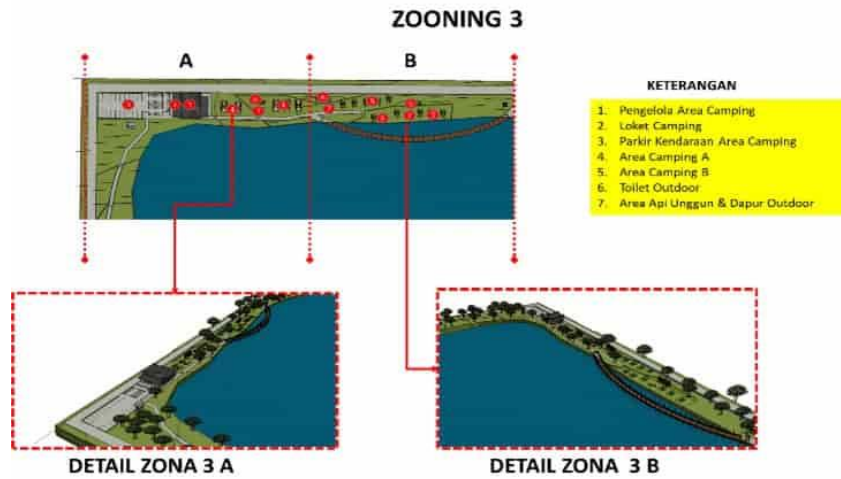 ZOONING 3
A
B
KETERANGAN
1. Pengelola Area Camping
2. Loket Camping
3. Parkir Kendaraan Area Camping
4. Area Camping A
5. Area Camping B
6. Toilet Outdoor
7. Area Api Unggun & Dapur Outdoor
DETAIL ZONA 3 A
DETAIL ZONA 3 B